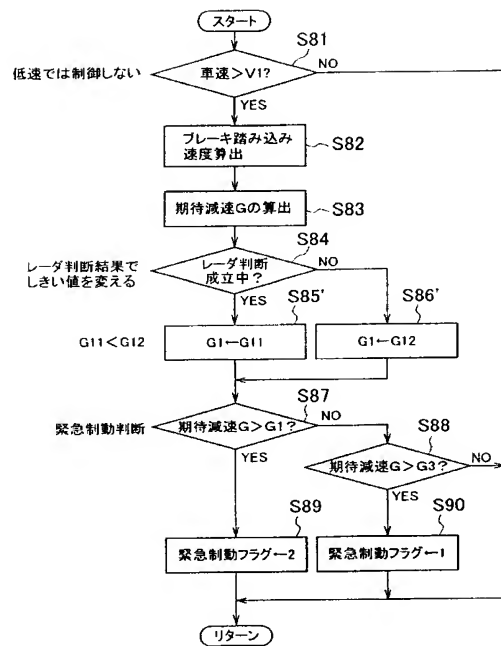 スタート
S81
低速では制御しない
車速>V1?
NO
YES
ブレーキ踏み込み
速度算出
S82
期待減速Gの算出
S83
S84
レーダ判断結果で
しきい値を変える
レーダ判断
成立中?
NO
YES
S85'
S86'
G11<G12
G1←G11
G1←G12
S87
緊急制動判断
期待減速G>G1?
NO
YES
S88
期待減速G>G3?
NO
YES
S89
S90
緊急制動フラグ←2
緊急制動フラグ←1
リターン